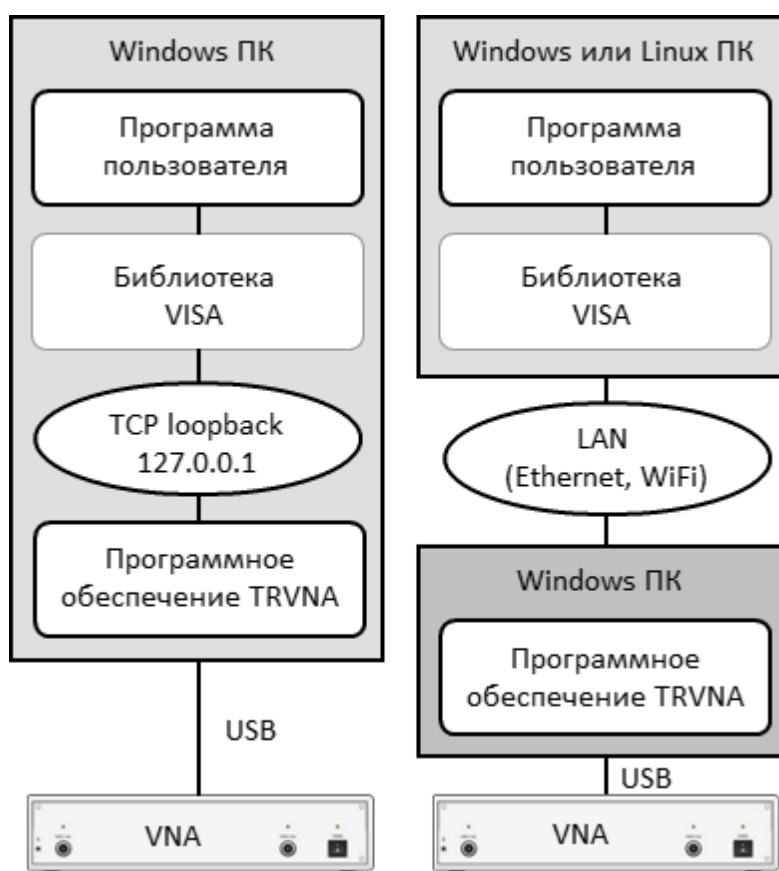 Windows ПК
Программа
пользователя
Библиотека
VISA
TCP loopback
127.0.0.1
Программное
обеспечение TRVNA
USB
VNA
Windows или Linux ПК
Программа
пользователя
Библиотека
VISA
LAN
(Ethernet, WiFi)
Windows ПК
Программное
обеспечение TRVNA
USB
VNA